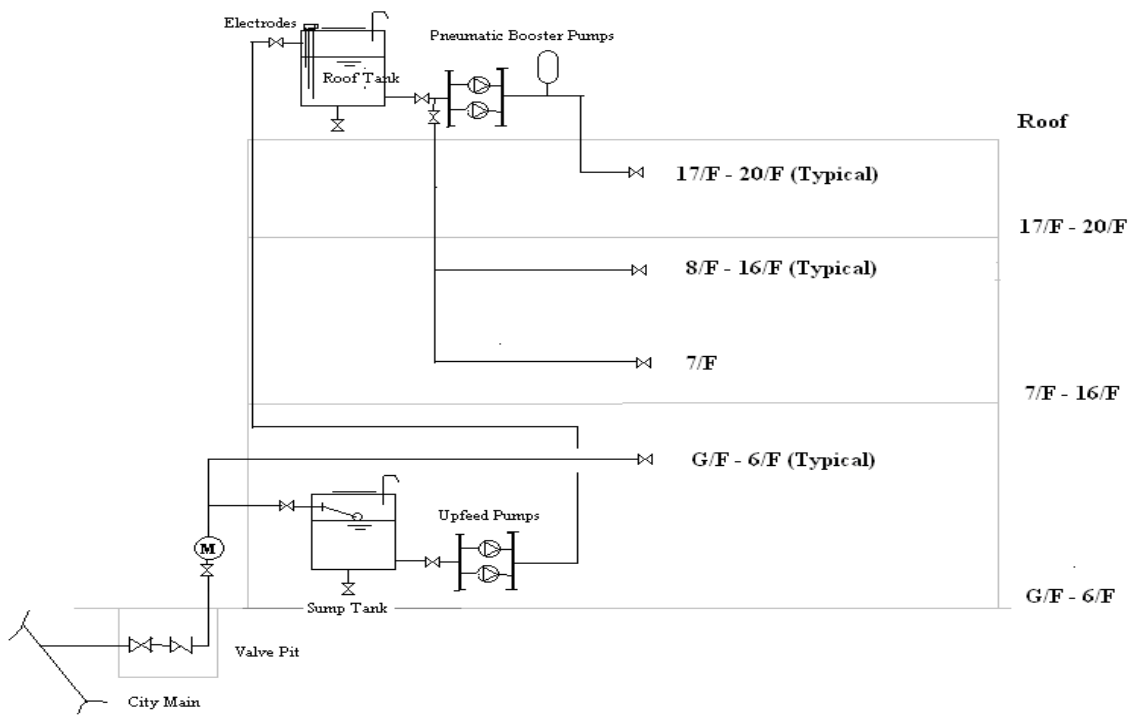 Electrodes
Pneumatic Booster Pumps
Roof Tank
Roof
17/F - 20/F (Typical)
17/F - 20/F
8/F - 16/F (Typical)
7/F
7/F - 16/F
G/F - 6/F (Typical)
Upfeed Pumps
M
G/F - 6/F
Sump Tank
Valve Pit
City Main